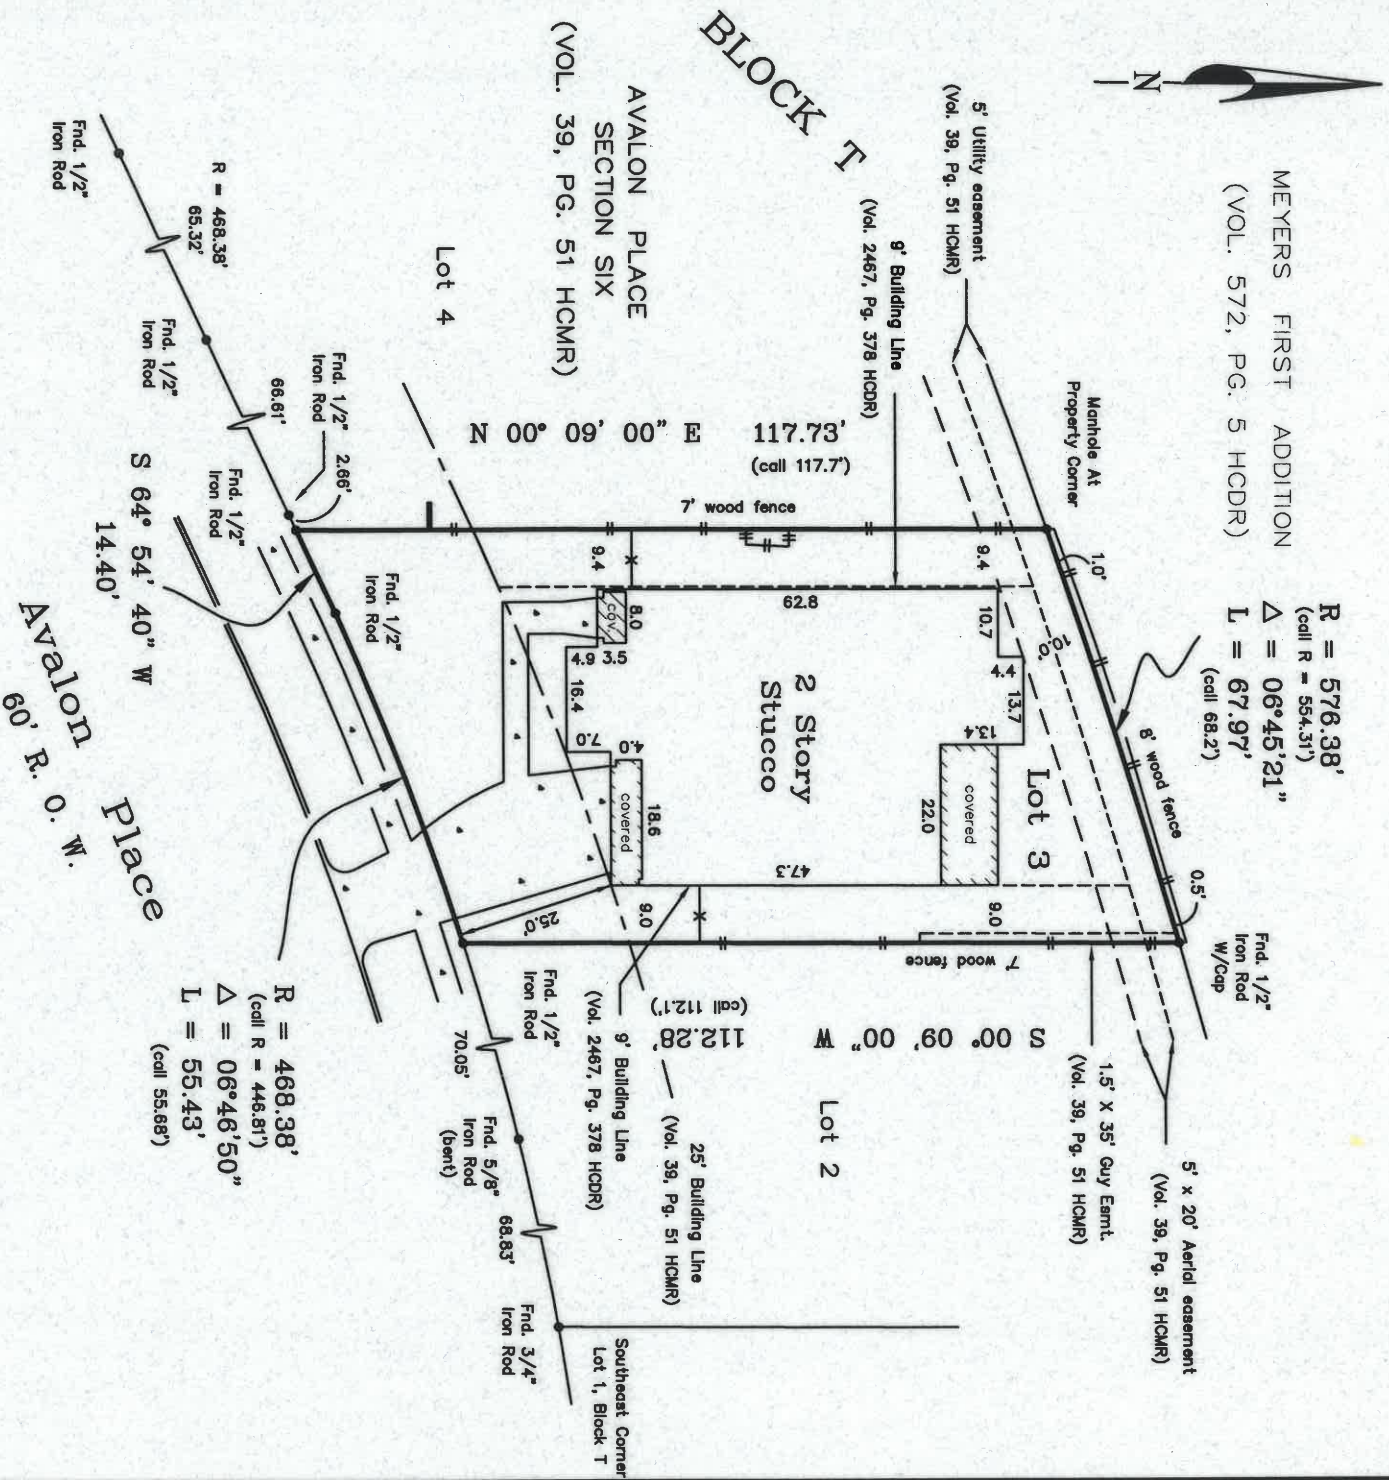 N
MEYERS FIRST ADDITION
(VOL. 572, PG. 5 HCDR)
R = 576.38'
(call R = 554.31')
Δ = 06°45'21"
L = 67.97'
(call 68.2')
BLOCK T
5' Utility easement
(Vol. 39, Pg. 51 HCMR)
9' Building Line
(Vol. 2467, Pg. 378 HCDR)
AVALON PLACE
SECTION SIX
(VOL. 39, PG. 51 HCMR)
Manhole At
Property Corner
1.0'
8' wood fence
0.5'
Fnd. 1/2"
Iron Rod
W/Cap
10.0'
N 00° 09' 00" E 117.73'
(call 117.7')
7' wood fence
9.4
9.4
62.8
10.7
4.4
13.7
13.4
covered
22.0
Lot 3
2 Story
Stucco
47.3
8.0
cov.
3.5
4.9
16.4
7.0
4.0
covered
18.6
9.0
9.0
25.0'
7' wood fence
S 00° 09' 00" W
112.28'
(call 112.1')
5' x 20' Aerial easement
(Vol. 39, Pg. 51 HCMR)
1.5' X 35' Guy Esmt.
(Vol. 39, Pg. 51 HCMR)
Lot 2
25' Building Line
(Vol. 39, Pg. 51 HCMR)
9' Building Line
(Vol. 2467, Pg. 378 HCDR)
Lot 4
Fnd. 1/2"
Iron Rod
R = 468.38'
65.32'
Fnd. 1/2"
Iron Rod
66.61'
Fnd. 1/2"
Iron Rod
2.66'
Fnd. 1/2"
Iron Rod
Fnd. 1/2"
Iron Rod
S 64° 54' 40" W
14.40'
Avalon Place
60' R. O. W.
Fnd. 1/2"
Iron Rod
70.05'
Fnd. 5/8"
Iron Rod
(bent)
68.83'
Fnd. 3/4"
Iron Rod
Southeast Corner
Lot 1, Block T
R = 468.38'
(call R = 446.81')
Δ = 06°46'50"
L = 55.43'
(call 55.68')